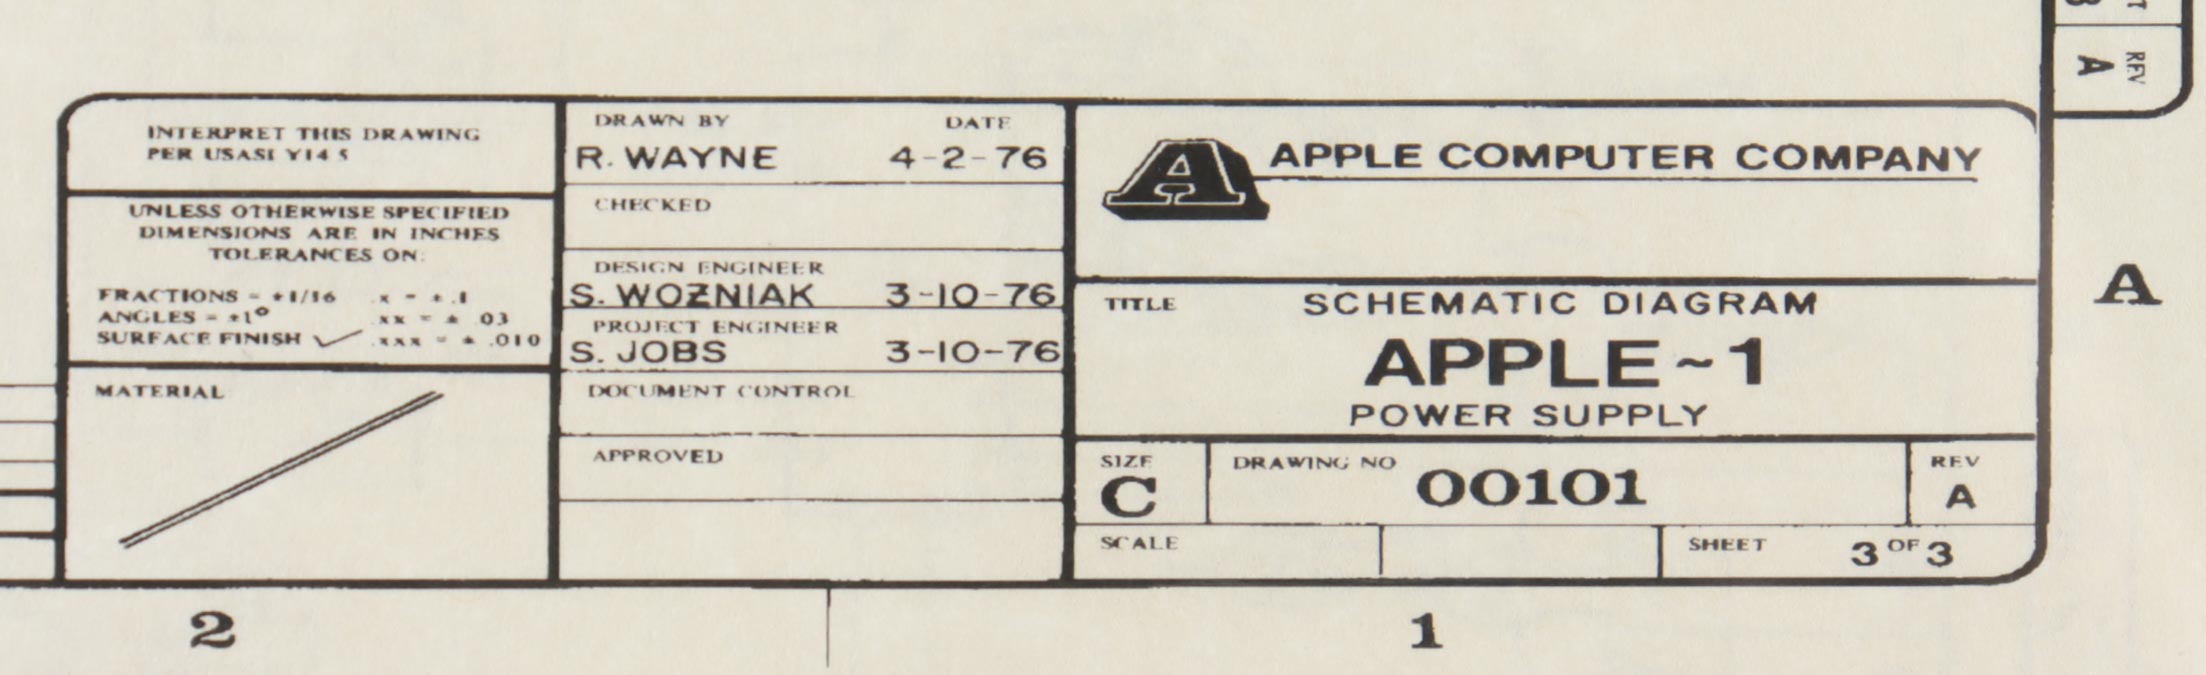 REV
A
INTERPRET THIS DRAWING
PER USASI Y14 5
UNLESS OTHERWISE SPECIFIED
DIMENSIONS ARE IN INCHES
TOLERANCES ON:
FRACTIONS = ±1/16 .x = ± .1
ANGLES = ±1° .xx = ± .03
SURFACE FINISH .xxx = ± .010
MATERIAL
DRAWN BY DATE
R. WAYNE 4-2-76
CHECKED
DESIGN ENGINEER
S. WOZNIAK 3-10-76
PROJECT ENGINEER
S. JOBS 3-10-76
DOCUMENT CONTROL
APPROVED
A APPLE COMPUTER COMPANY
TITLE SCHEMATIC DIAGRAM
APPLE~1
POWER SUPPLY
SIZE
C
DRAWING NO 00101
REV
A
SCALE
SHEET 3 OF 3
A
2 1